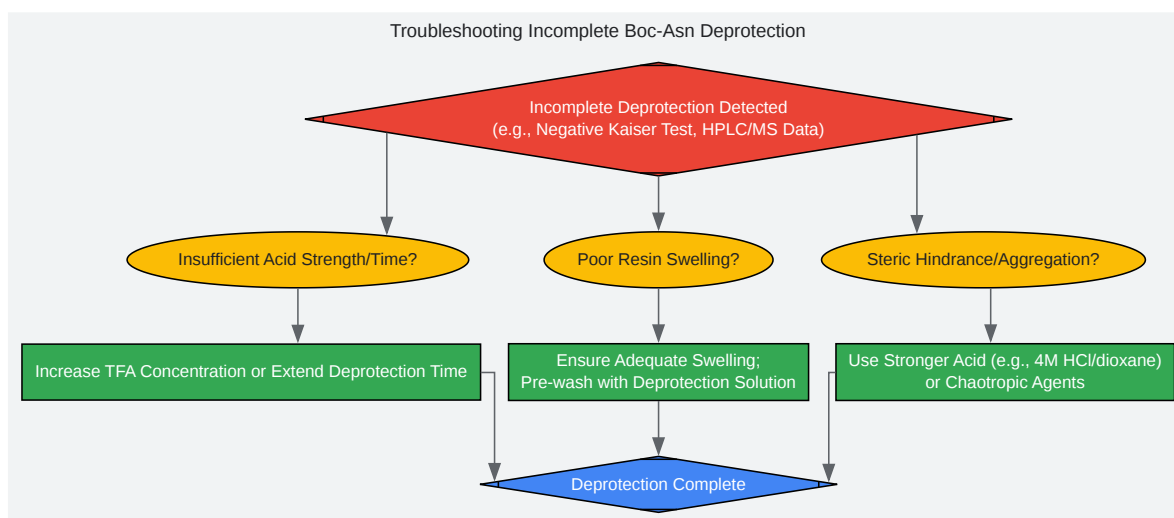 Troubleshooting Incomplete Boc-Asn Deprotection
Incomplete Deprotection Detected
(e.g., Negative Kaiser Test, HPLC/MS Data)
Insufficient Acid Strength/Time?
Poor Resin Swelling?
Steric Hindrance/Aggregation?
Increase TFA Concentration or Extend Deprotection Time
Ensure Adequate Swelling;
Pre-wash with Deprotection Solution
Use Stronger Acid (e.g., 4M HCl/dioxane)
or Chaotropic Agents
Deprotection Complete